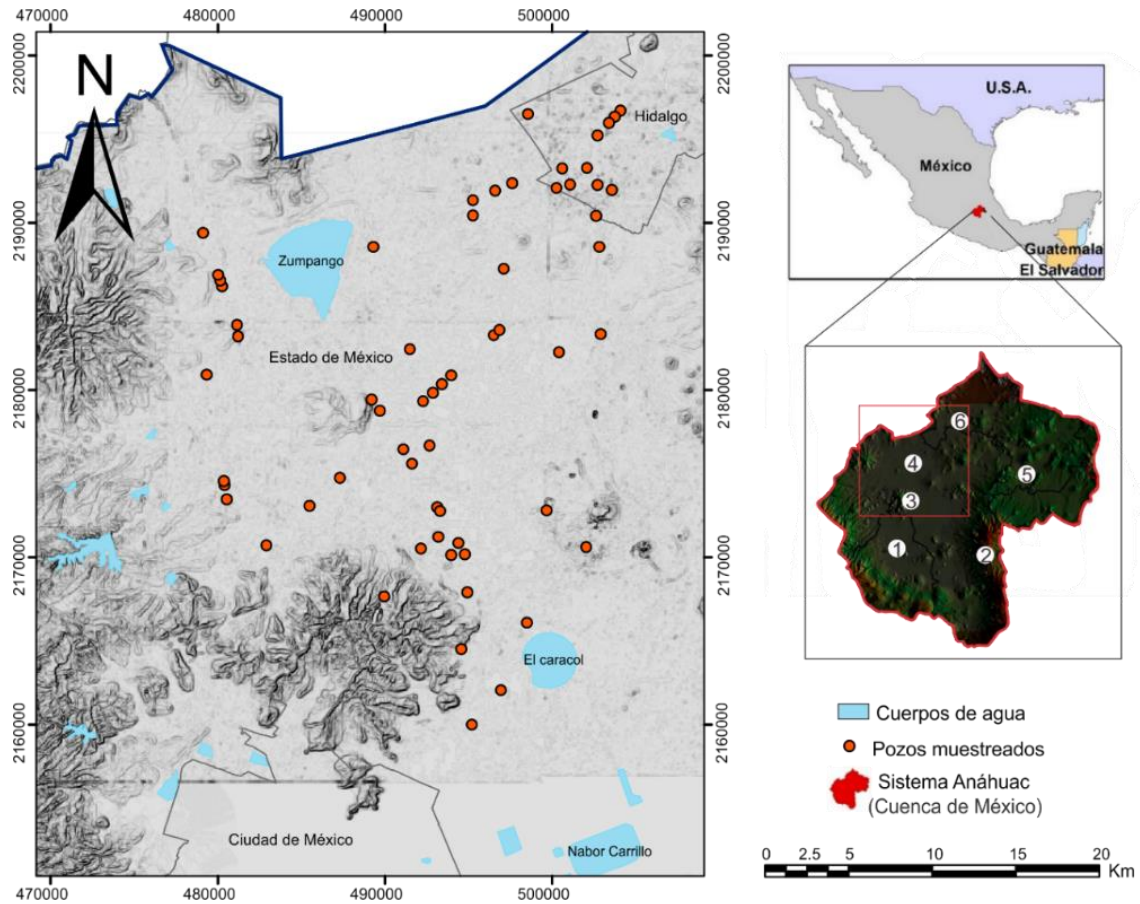 470000
480000
490000
500000
2200000
2190000
2180000
2170000
2160000
2200000
2190000
2180000
2170000
2160000
470000
480000
490000
500000
N
Hidalgo
Zumpango
Estado de México
El caracol
Ciudad de México
Nabor Carrillo
U.S.A.
México
Guatemala
El Salvador
6
4
5
3
1
2
Cuerpos de agua
Pozos muestreados
Sistema Anáhuac
(Cuenca de México)
0 2.5 5 10 15 20
Km